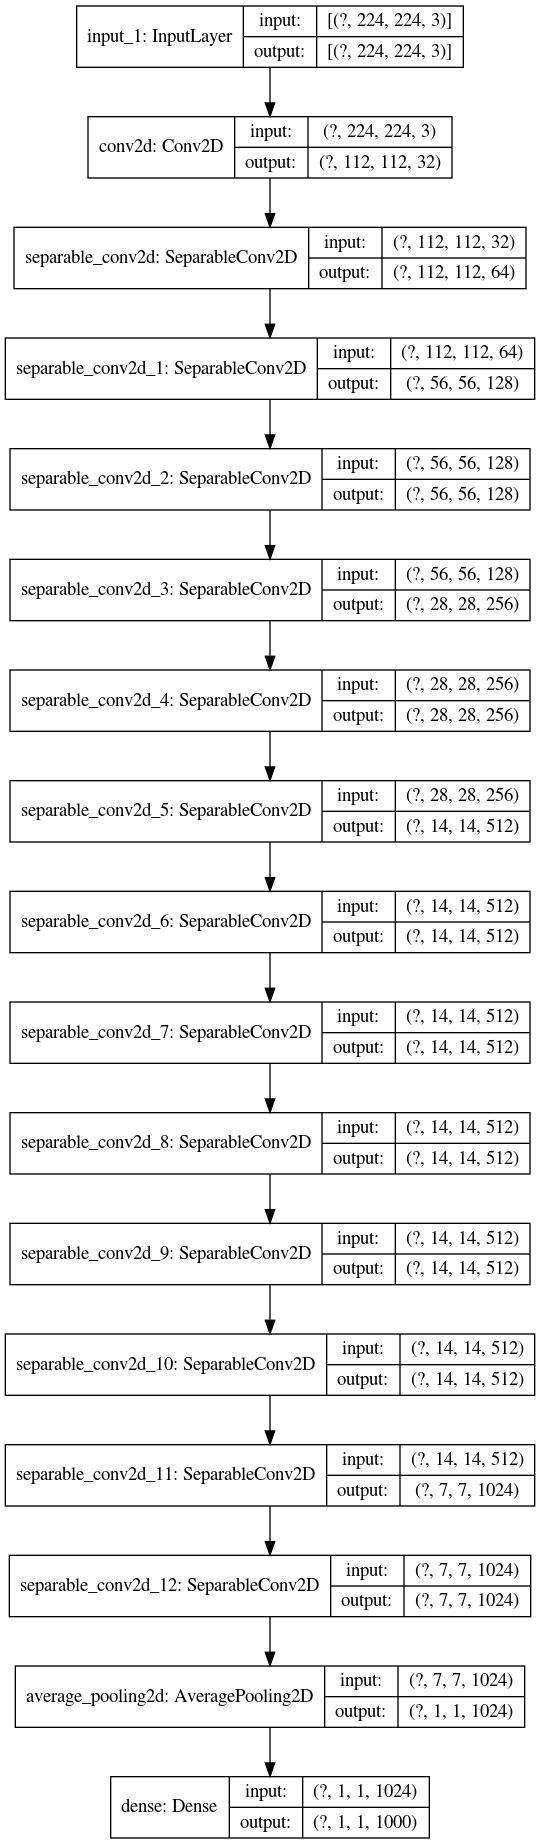 input_1: InputLayer
input: [(?, 224, 224, 3)]
output: [(?, 224, 224, 3)]
conv2d: Conv2D
input: (?, 224, 224, 3)
output: (?, 112, 112, 32)
separable_conv2d: SeparableConv2D
input: (?, 112, 112, 32)
output: (?, 112, 112, 64)
separable_conv2d_1: SeparableConv2D
input: (?, 112, 112, 64)
output: (?, 56, 56, 128)
separable_conv2d_2: SeparableConv2D
input: (?, 56, 56, 128)
output: (?, 56, 56, 128)
separable_conv2d_3: SeparableConv2D
input: (?, 56, 56, 128)
output: (?, 28, 28, 256)
separable_conv2d_4: SeparableConv2D
input: (?, 28, 28, 256)
output: (?, 28, 28, 256)
separable_conv2d_5: SeparableConv2D
input: (?, 28, 28, 256)
output: (?, 14, 14, 512)
separable_conv2d_6: SeparableConv2D
input: (?, 14, 14, 512)
output: (?, 14, 14, 512)
separable_conv2d_7: SeparableConv2D
input: (?, 14, 14, 512)
output: (?, 14, 14, 512)
separable_conv2d_8: SeparableConv2D
input: (?, 14, 14, 512)
output: (?, 14, 14, 512)
separable_conv2d_9: SeparableConv2D
input: (?, 14, 14, 512)
output: (?, 14, 14, 512)
separable_conv2d_10: SeparableConv2D
input: (?, 14, 14, 512)
output: (?, 14, 14, 512)
separable_conv2d_11: SeparableConv2D
input: (?, 14, 14, 512)
output: (?, 7, 7, 1024)
separable_conv2d_12: SeparableConv2D
input: (?, 7, 7, 1024)
output: (?, 7, 7, 1024)
average_pooling2d: AveragePooling2D
input: (?, 7, 7, 1024)
output: (?, 1, 1, 1024)
dense: Dense
input: (?, 1, 1, 1024)
output: (?, 1, 1, 1000)